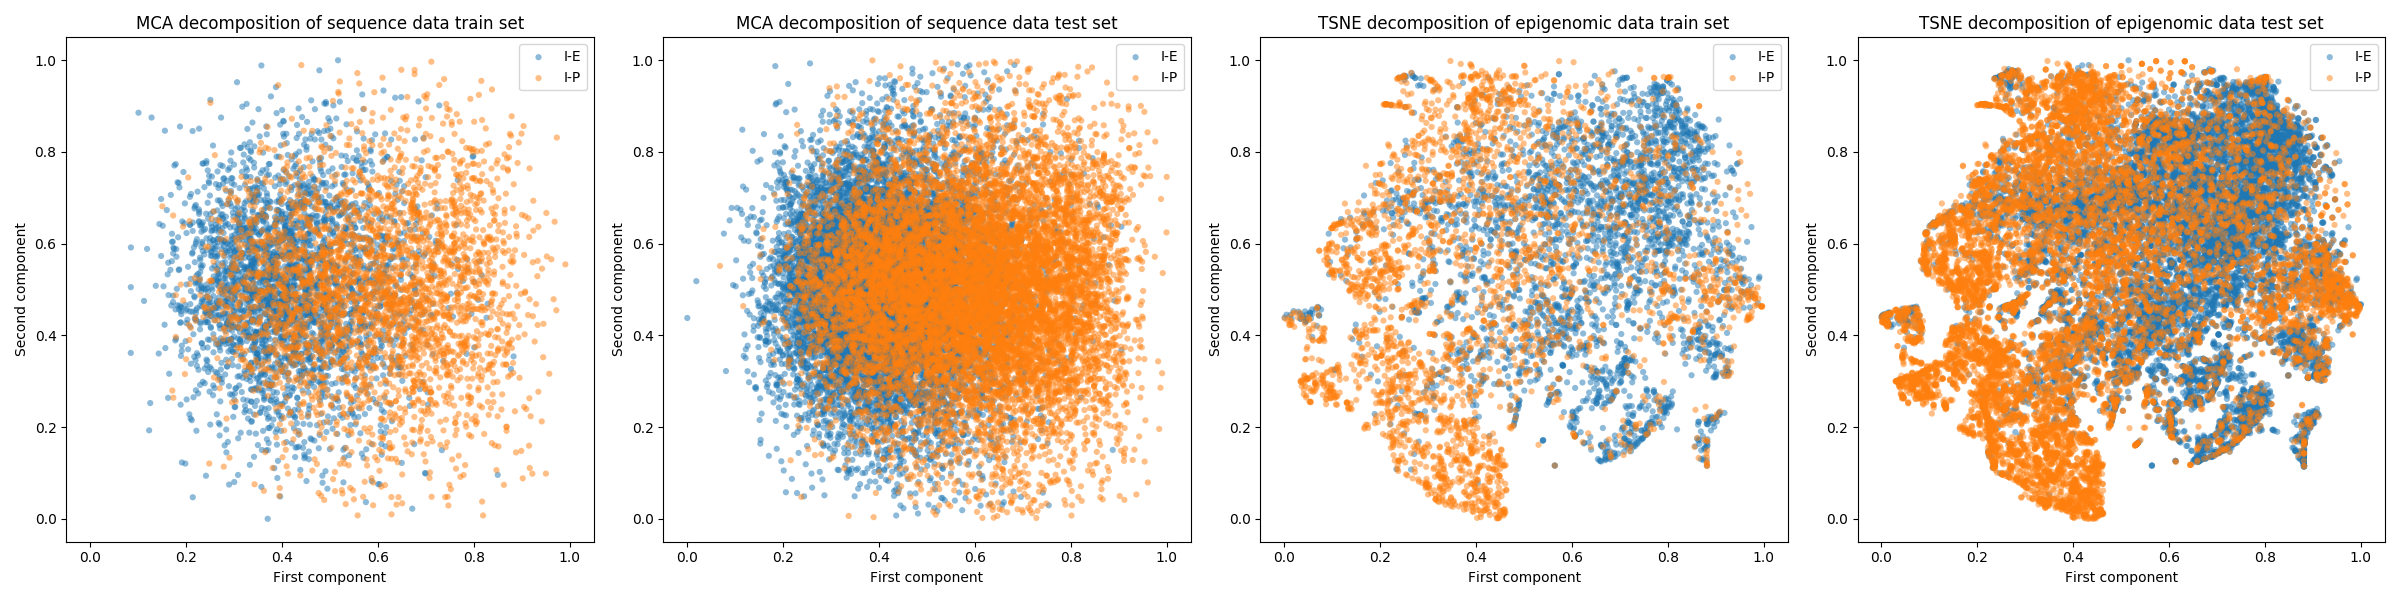 MCA decomposition of sequence data train set
I-E
I-P
1.0
0.8
0.6
0.4
0.2
0.0
Second component
0.0 0.2 0.4 0.6 0.8 1.0
First component
MCA decomposition of sequence data test set
I-E
I-P
1.0
0.8
0.6
0.4
0.2
0.0
Second component
0.0 0.2 0.4 0.6 0.8 1.0
First component
TSNE decomposition of epigenomic data train set
I-E
I-P
1.0
0.8
0.6
0.4
0.2
0.0
Second component
0.0 0.2 0.4 0.6 0.8 1.0
First component
TSNE decomposition of epigenomic data test set
I-E
I-P
1.0
0.8
0.6
0.4
0.2
0.0
Second component
0.0 0.2 0.4 0.6 0.8 1.0
First component